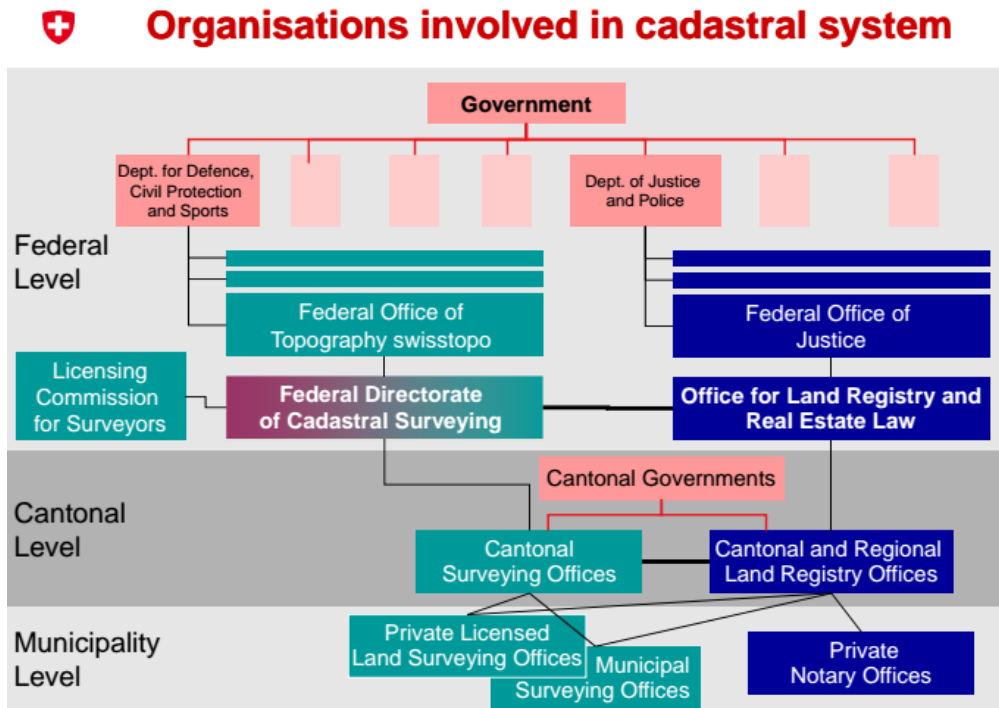 Organisations involved in cadastral system
Government
Dept. for Defence,
Civil Protection
and Sports
Dept. of Justice
and Police
Federal
Level
Federal Office of
Topography swisstopo
Federal Office of
Justice
Licensing
Commission
for Surveyors
Federal Directorate
of Cadastral Surveying
Office for Land Registry and
Real Estate Law
Cantonal
Level
Cantonal Governments
Cantonal
Surveying Offices
Cantonal and Regional
Land Registry Offices
Municipality
Level
Private Licensed
Land Surveying Offices
Municipal
Surveying Offices
Private
Notary Offices